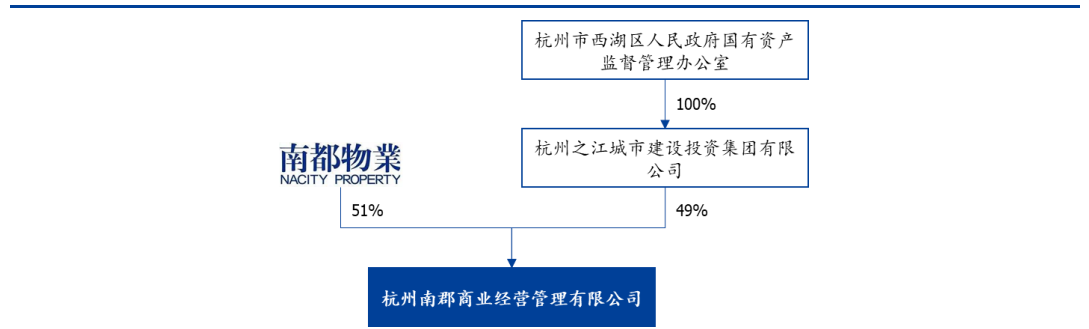 杭州市西湖区人民政府国有资产
监督管理办公室
100%
杭州之江城市建设投资集团有限
公司
南都物業
NACITY PROPERTY
51%
49%
杭州南郡商业经营管理有限公司